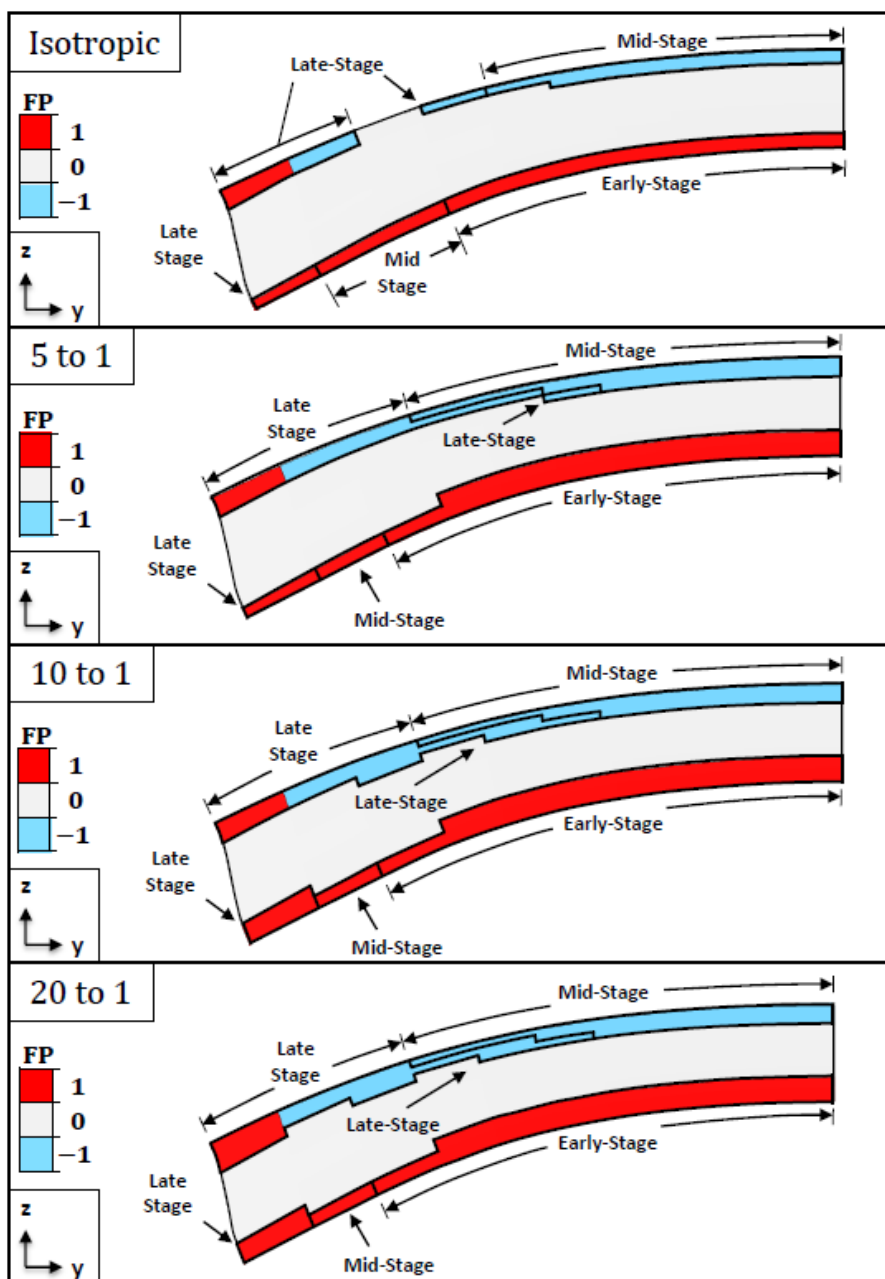 Isotropic
Mid-Stage
Late-Stage
FP
1
0
−1
Early-Stage
Late
Stage
Mid
Stage
z
y
5 to 1
Mid-Stage
Late
Stage
Late-Stage
FP
1
0
−1
Early-Stage
Late
Stage
Mid-Stage
z
y
10 to 1
Mid-Stage
Late
Stage
Late-Stage
FP
1
0
−1
Early-Stage
Late
Stage
Mid-Stage
z
y
20 to 1
Mid-Stage
Late
Stage
Late-Stage
FP
1
0
−1
Early-Stage
Late
Stage
Mid-Stage
z
y